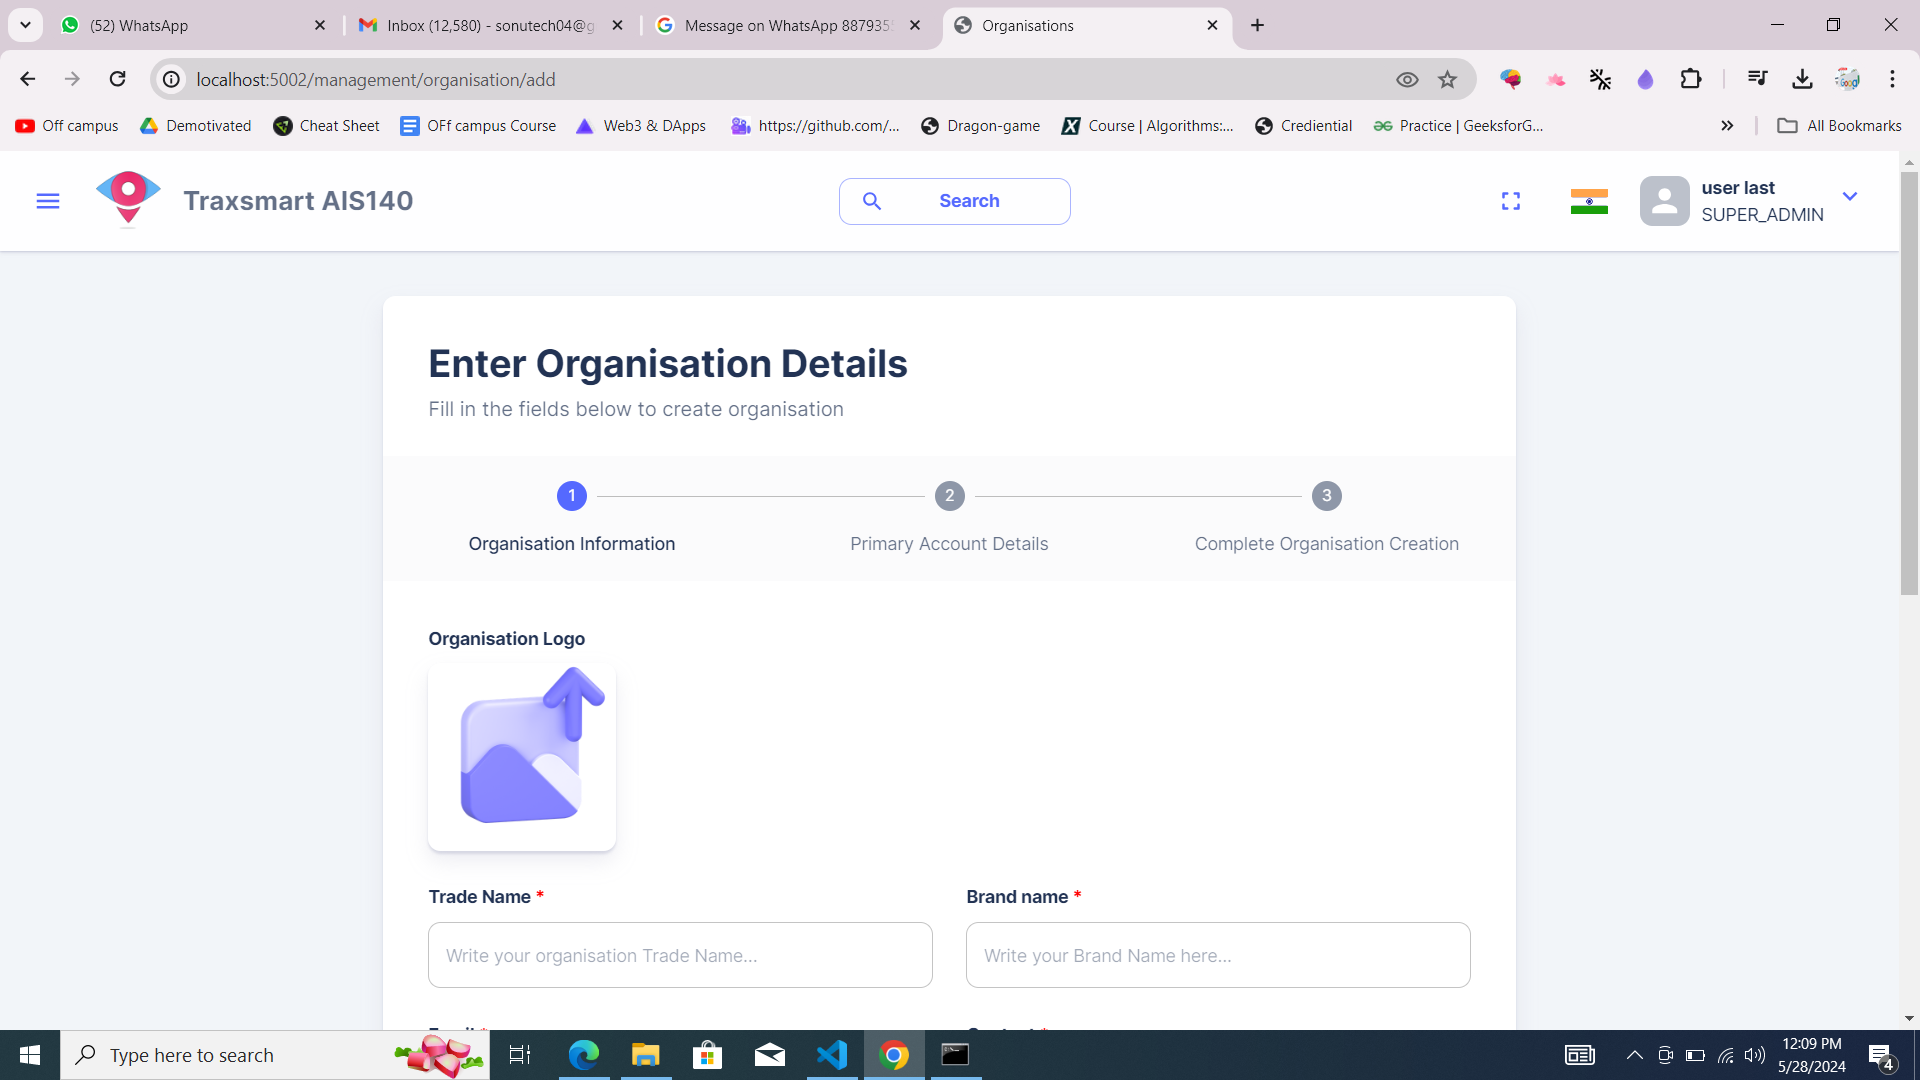 (52) WhatsApp
Inbox (12,580) - sonutech04@g
Message on WhatsApp 887935
Organisations
localhost:5002/management/organisation/add
Off campus
Demotivated
Cheat Sheet
OFf campus Course
Web3 & DApps
https://github.com/...
Dragon-game
Course | Algorithms:...
Crediential
Practice | GeeksforG...
All Bookmarks
Traxsmart AIS140
Search
user last
SUPER_ADMIN
Enter Organisation Details
Fill in the fields below to create organisation
1
2
3
Organisation Information
Primary Account Details
Complete Organisation Creation
Organisation Logo
Trade Name *
Brand name *
Write your organisation Trade Name...
Write your Brand Name here...
Type here to search
12:09 PM
5/28/2024
4